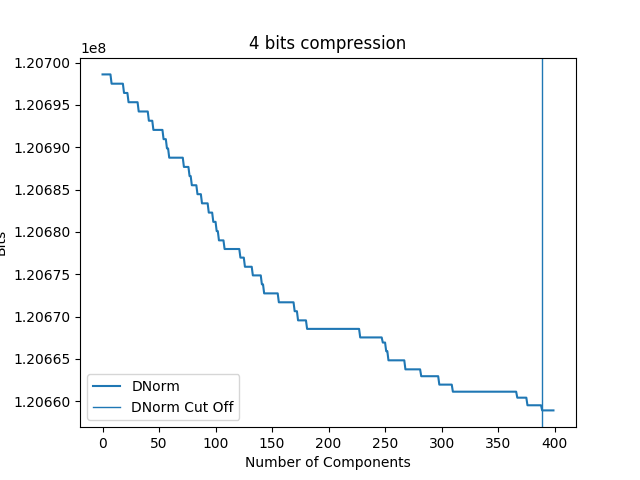 4 bits compression
1e8
1.20700
1.20695
1.20690
1.20685
1.20680
1.20675
1.20670
1.20665
1.20660
Bits
DNorm
DNorm Cut Off
0 50 100 150 200 250 300 350 400
Number of Components